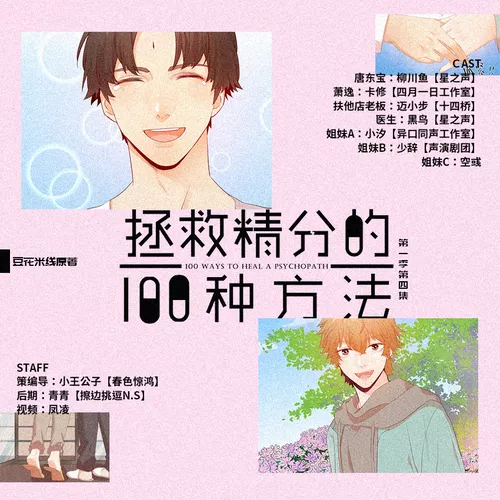 CAST
唐东宝：柳川鱼【星之声】
萧逸：卡修【四月一日工作室】
扶他店老板：迈小步【十四桥】
医生：黑鸟【星之声】
姐妹A：小汐【异口同声工作室】
姐妹B：少辞【声演剧团】
姐妹C：空彧
拯救精分的
100 WAYS TO HEAL A PSYCHOPATH
100种方法
第一季第四集
豆花米线原著
STAFF
策编导：小王公子【春色惊鸿】
后期：青青【擦边挑逗N.S】
视频：凤凌